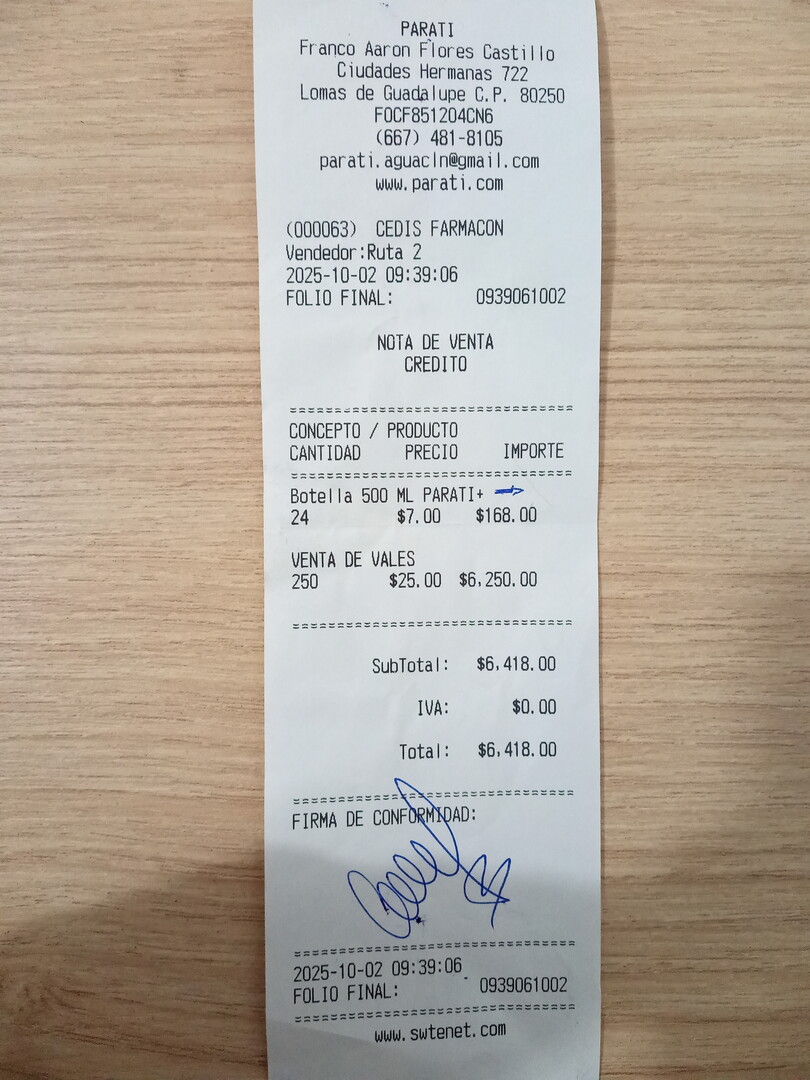 PARATI
Franco Aaron Flores Castillo
Ciudades Hermanas 722
Lomas de Guadalupe C.P. 80250
FOCF851204CN6
(667) 481-8105
parati.aguacln@gmail.com
www.parati.com
(000063) CEDIS FARMACON
Vendedor:Ruta 2
2025-10-02 09:39:06
FOLIO FINAL: 0939061002
NOTA DE VENTA
CREDITO
================================
CONCEPTO / PRODUCTO
CANTIDAD PRECIO IMPORTE
================================
Botella 500 ML PARATI+ →
24 $7.00 $168.00
VENTA DE VALES
250 $25.00 $6,250.00
================================
SubTotal: $6,418.00
IVA: $0.00
Total: $6,418.00
================================
FIRMA DE CONFORMIDAD:
================================
2025-10-02 09:39:06
FOLIO FINAL: 0939061002
================================
www.swtenet.com